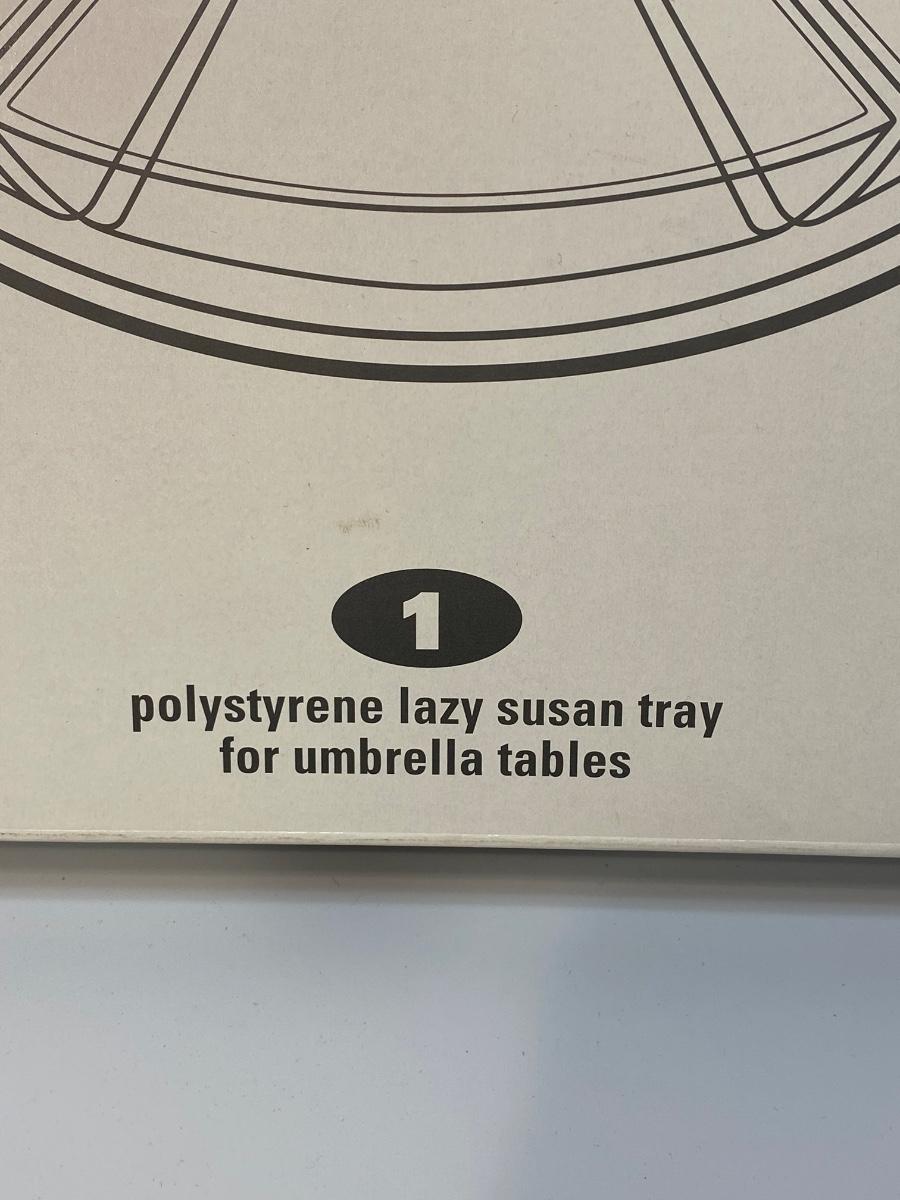 1
polystyrene lazy susan tray
for umbrella tables